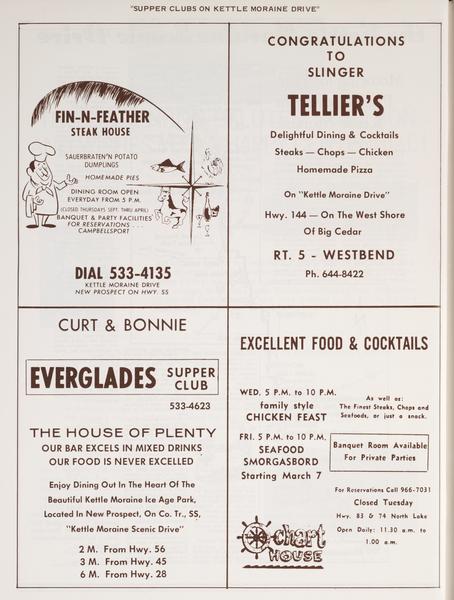 "SUPPER CLUBS ON KETTLE MORAINE DRIVE"
FIN-N-FEATHER
STEAK HOUSE
SAUERBRATEN'N POTATO
DUMPLINGS
HOMEMADE PIES
DINING ROOM OPEN
EVERYDAY FROM 5 P.M.
(CLOSED THURSDAYS SEPT. THRU APRIL)
BANQUET & PARTY FACILITIES
FOR RESERVATIONS . . .
CAMPBELLSPORT
DIAL 533-4135
KETTLE MORAINE DRIVE
NEW PROSPECT ON HWY. SS
CONGRATULATIONS
TO
SLINGER
TELLIER'S
Delightful Dining & Cocktails
Steaks — Chops — Chicken
Homemade Pizza
On "Kettle Moraine Drive"
Hwy. 144 — On The West Shore
Of Big Cedar
RT. 5 - WESTBEND
Ph. 644-8422
CURT & BONNIE
EVERGLADES SUPPER
CLUB
533-4623
THE HOUSE OF PLENTY
OUR BAR EXCELS IN MIXED DRINKS
OUR FOOD IS NEVER EXCELLED
Enjoy Dining Out In The Heart Of The
Beautiful Kettle Moraine Ice Age Park,
Located In New Prospect, On Co. Tr., SS,
"Kettle Moraine Scenic Drive"
2 M. From Hwy. 56
3 M. From Hwy. 45
6 M. From Hwy. 28
EXCELLENT FOOD & COCKTAILS
WED. 5 P.M. to 10 P.M.
family style
CHICKEN FEAST
As well as:
The Finest Steaks, Chops and
Seafoods, or just a snack.
FRI. 5 P.M. to 10 P.M.
SEAFOOD
SMORGASBORD
Starting March 7
Banquet Room Available
For Private Parties
For Reservations Call 966-7031
Closed Tuesday
Hwy. 83 & 74 North Lake
Open Daily: 11.30 a.m. to
1.00 a.m.
chart
HOUSE